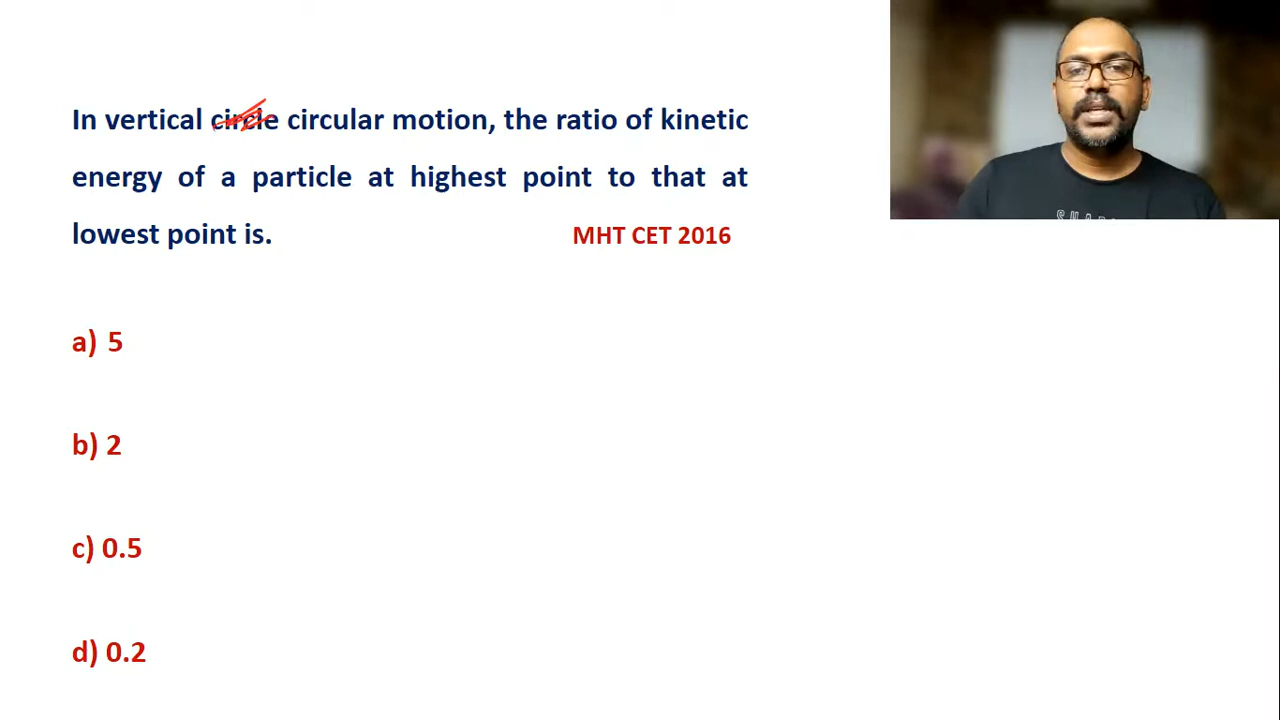 In vertical circle circular motion, the ratio of kinetic
energy of a particle at highest point to that at
lowest point is.
MHT CET 2016
a) 5
b) 2
c) 0.5
d) 0.2